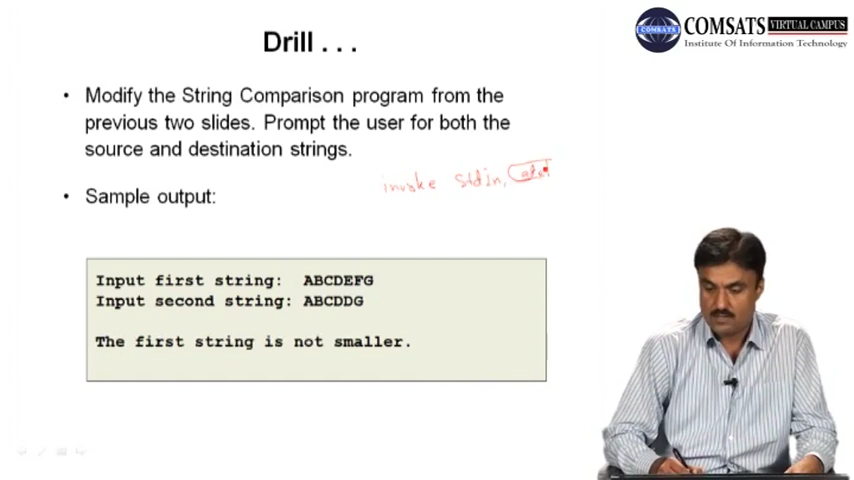 COMSATS VIRTUAL CAMPUS
Institute Of Information Technology
COMSATS
Drill . . .
• Modify the String Comparison program from the
previous two slides. Prompt the user for both the
source and destination strings.
invoke stdin,
• Sample output:
Input first string: ABCDEFG
Input second string: ABCDDG
The first string is not smaller.